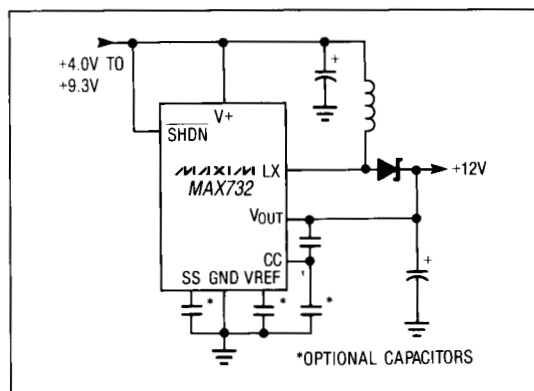 +4.0V TO
+9.3V
V+
SHDN
MAXIM LX
MAX732
+12V
VOUT
CC
SS GND VREF
+
+
*
*
*
*OPTIONAL CAPACITORS